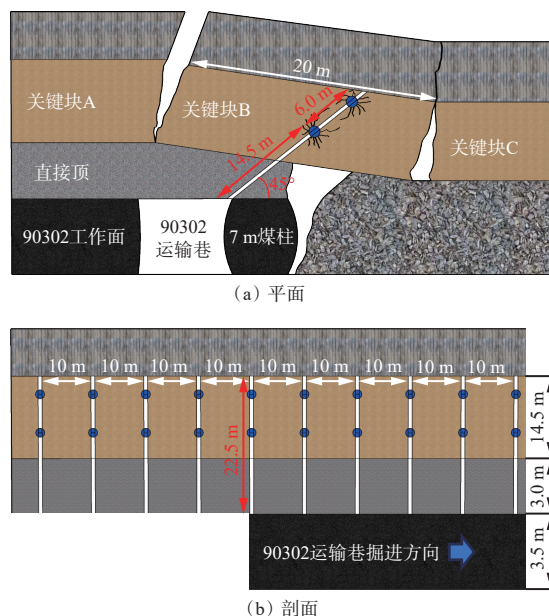 20 m
关键块A
关键块B
6.0 m
14.5 m
关键块C
直接顶
45°
90302工作面
90302
运输巷
7 m煤柱
(a) 平面
10 m 10 m 10 m 10 m 10 m 10 m 10 m 10 m 10 m
22.5 m
14.5 m
3.0 m
3.5 m
90302运输巷掘进方向
(b) 剖面